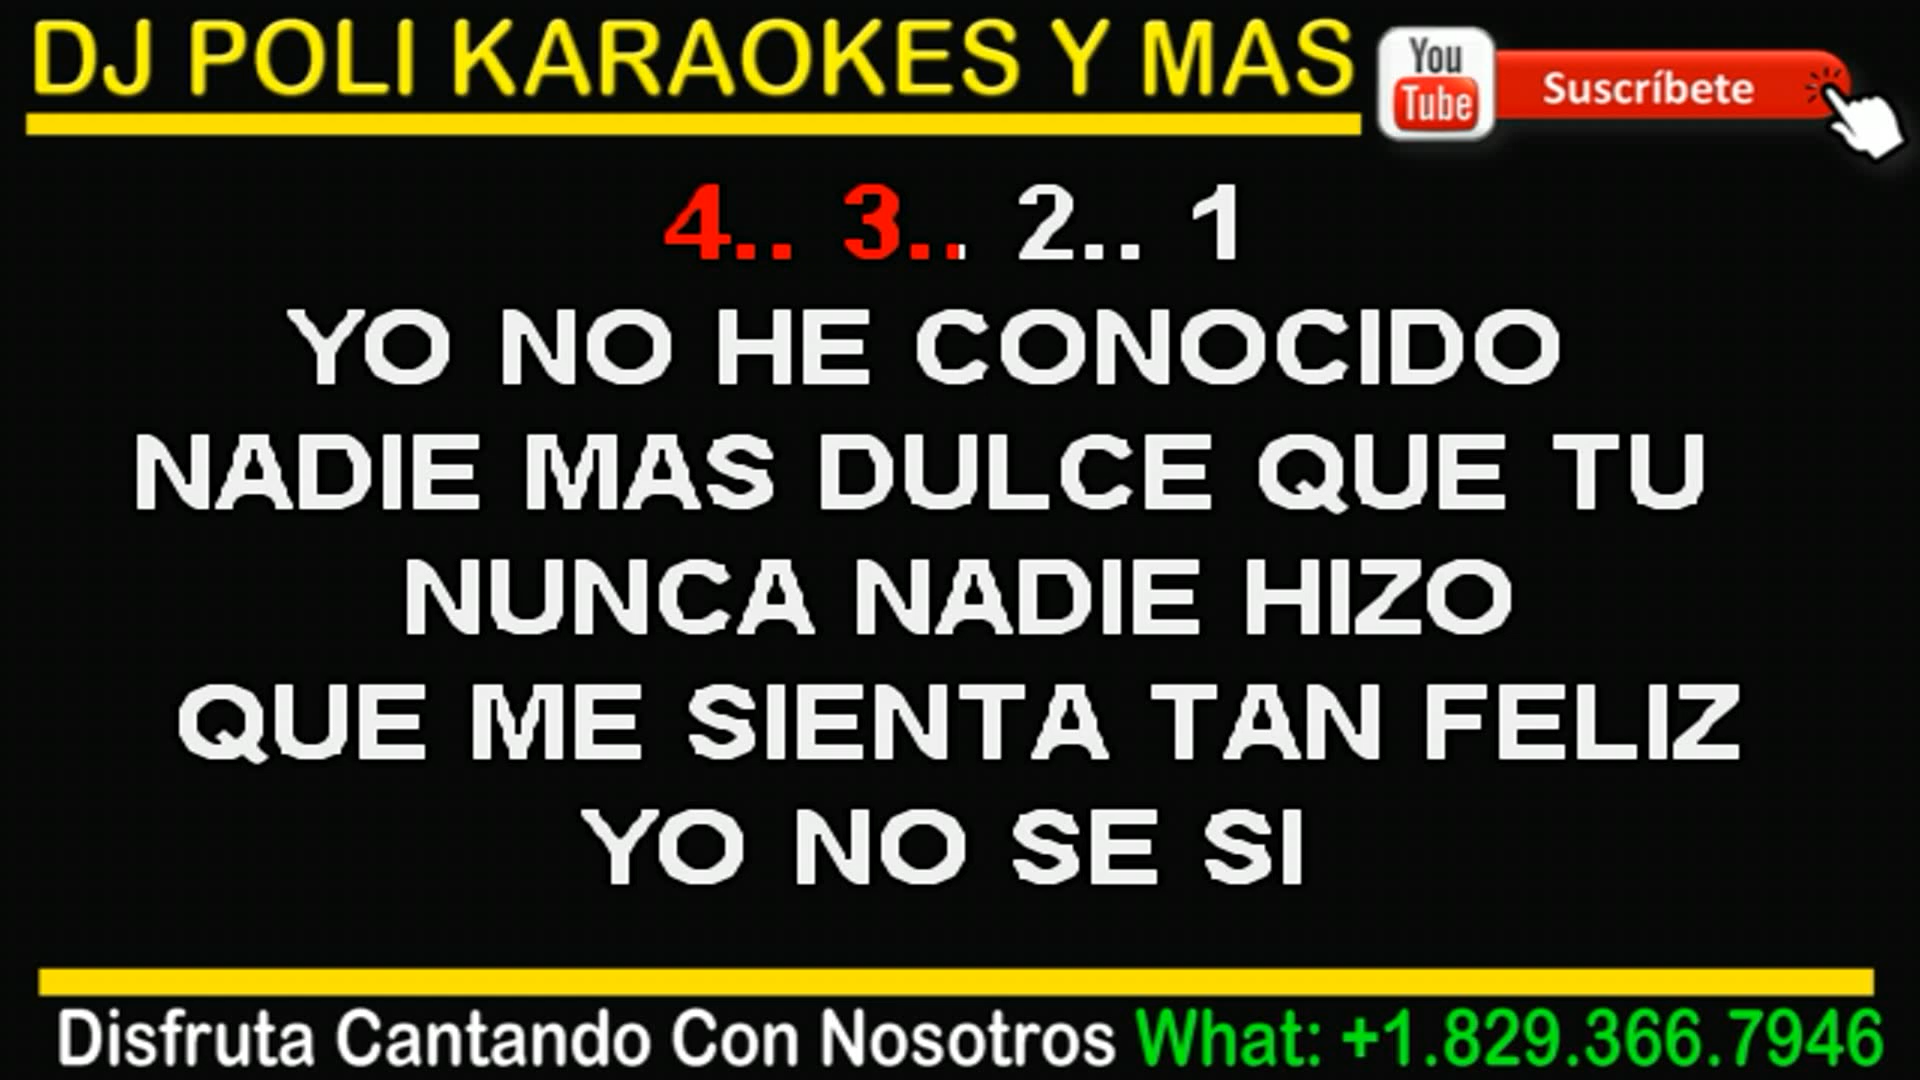 DJ POLI KARAOKES Y MAS
You Tube Suscríbete
4.. 3.. 2.. 1
YO NO HE CONOCIDO
NADIE MAS DULCE QUE TU
NUNCA NADIE HIZO
QUE ME SIENTA TAN FELIZ
YO NO SE SI
Disfruta Cantando Con Nosotros What: +1.829.366.7946